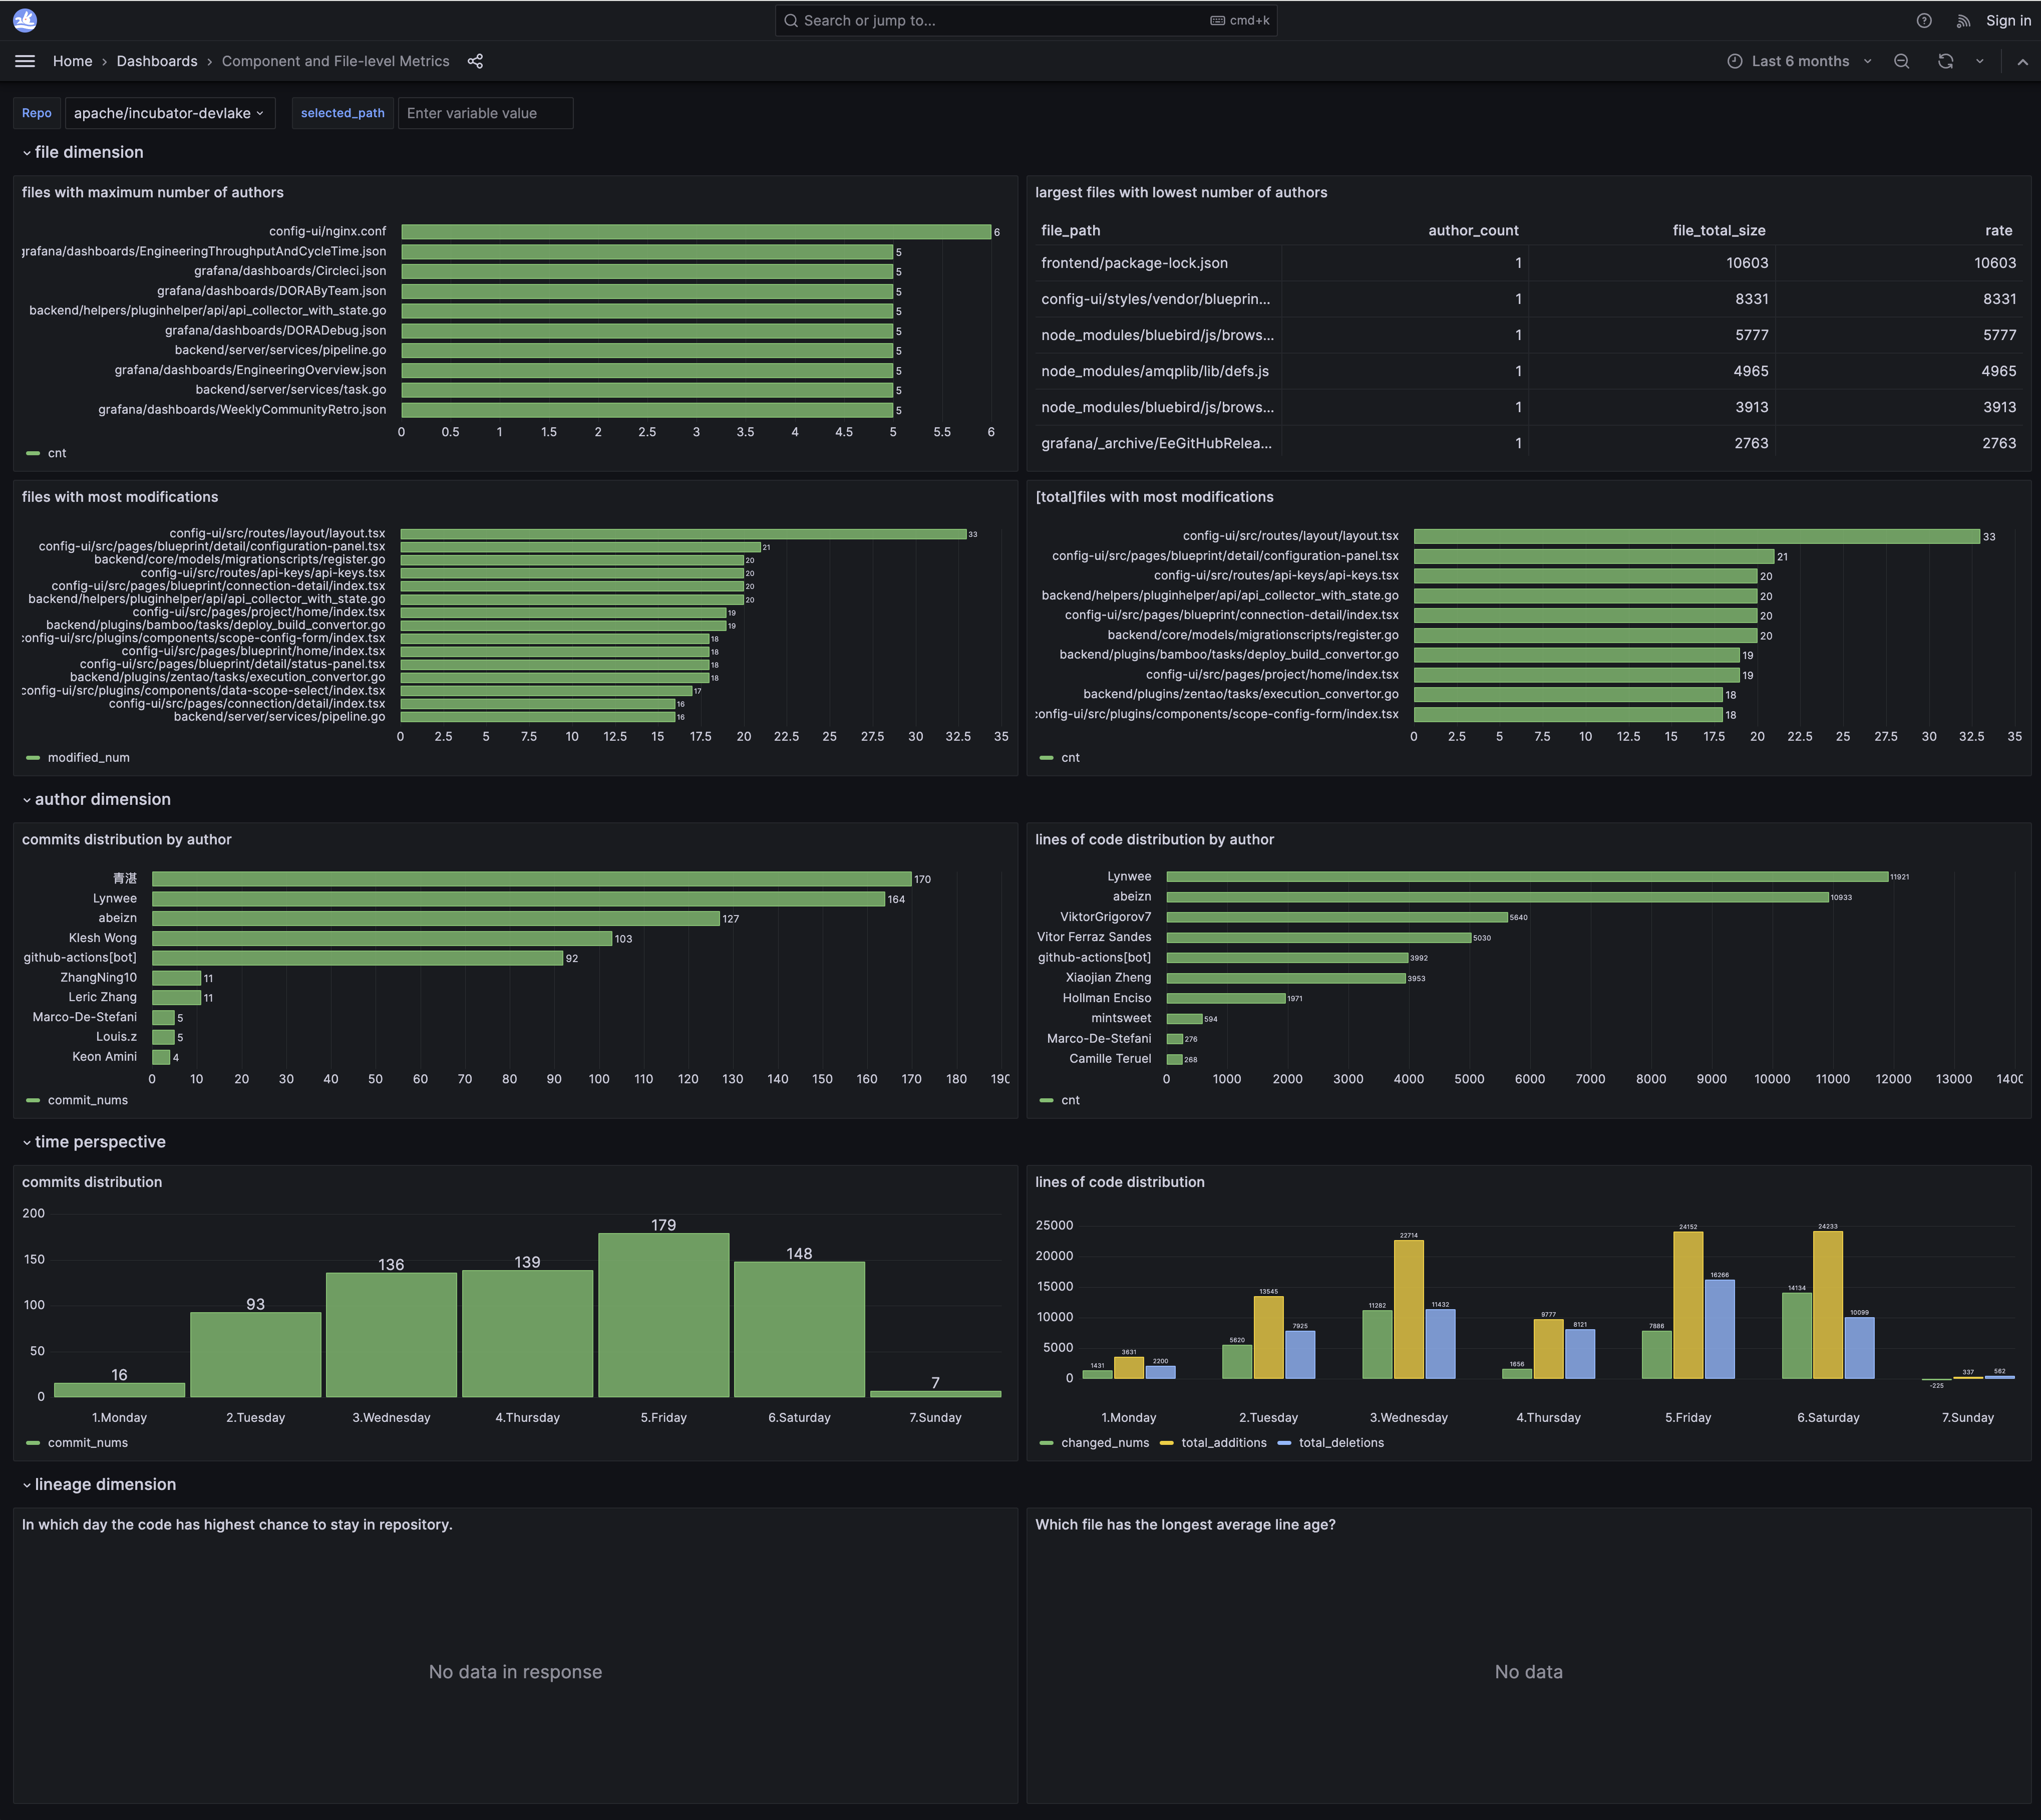 Search or jump to...
cmd+k
Sign in
Home
Dashboards
Component and File-level Metrics
Last 6 months
Repo
apache/incubator-devlake
selected_path
Enter variable value
file dimension
files with maximum number of authors
config-ui/nginx.conf
6
grafana/dashboards/EngineeringThroughputAndCycleTime.json
5
grafana/dashboards/Circleci.json
5
grafana/dashboards/DORAByTeam.json
5
backend/helpers/pluginhelper/api/api_collector_with_state.go
5
grafana/dashboards/DORADebug.json
5
backend/server/services/pipeline.go
5
grafana/dashboards/EngineeringOverview.json
5
backend/server/services/task.go
5
grafana/dashboards/WeeklyCommunityRetro.json
5
0 0.5 1 1.5 2 2.5 3 3.5 4 4.5 5 5.5 6
cnt
largest files with lowest number of authors
file_path author_count file_total_size rate
frontend/package-lock.json 1 10603 10603
config-ui/styles/vendor/blueprin... 1 8331 8331
node_modules/bluebird/js/brows... 1 5777 5777
node_modules/amqplib/lib/defs.js 1 4965 4965
node_modules/bluebird/js/brows... 1 3913 3913
grafana/_archive/EeGitHubRelea... 1 2763 2763
files with most modifications
config-ui/src/routes/layout/layout.tsx
33
config-ui/src/pages/blueprint/detail/configuration-panel.tsx
21
backend/core/models/migrationscripts/register.go
20
config-ui/src/routes/api-keys/api-keys.tsx
20
config-ui/src/pages/blueprint/connection-detail/index.tsx
20
backend/helpers/pluginhelper/api/api_collector_with_state.go
20
config-ui/src/pages/project/home/index.tsx
19
backend/plugins/bamboo/tasks/deploy_build_convertor.go
19
config-ui/src/plugins/components/scope-config-form/index.tsx
18
config-ui/src/pages/blueprint/home/index.tsx
18
config-ui/src/pages/blueprint/detail/status-panel.tsx
18
backend/plugins/zentao/tasks/execution_convertor.go
18
config-ui/src/plugins/components/data-scope-select/index.tsx
17
config-ui/src/pages/connection/detail/index.tsx
16
backend/server/services/pipeline.go
16
0 2.5 5 7.5 10 12.5 15 17.5 20 22.5 25 27.5 30 32.5 35
modified_num
[total]files with most modifications
config-ui/src/routes/layout/layout.tsx
33
config-ui/src/pages/blueprint/detail/configuration-panel.tsx
21
config-ui/src/routes/api-keys/api-keys.tsx
20
backend/helpers/pluginhelper/api/api_collector_with_state.go
20
config-ui/src/pages/blueprint/connection-detail/index.tsx
20
backend/core/models/migrationscripts/register.go
20
backend/plugins/bamboo/tasks/deploy_build_convertor.go
19
config-ui/src/pages/project/home/index.tsx
19
backend/plugins/zentao/tasks/execution_convertor.go
18
config-ui/src/plugins/components/scope-config-form/index.tsx
18
0 2.5 5 7.5 10 12.5 15 17.5 20 22.5 25 27.5 30 32.5 35
cnt
author dimension
commits distribution by author
青湛 170
Lynwee 164
abeizn 127
Klesh Wong 103
github-actions[bot] 92
ZhangNing10 11
Leric Zhang 11
Marco-De-Stefani 5
Louis.z 5
Keon Amini 4
0 10 20 30 40 50 60 70 80 90 100 110 120 130 140 150 160 170 180 190
commit_nums
lines of code distribution by author
Lynwee 11921
abeizn 10933
ViktorGrigorov7 5640
Vitor Ferraz Sandes 5030
github-actions[bot] 3992
Xiaojian Zheng 3953
Hollman Enciso 1971
mintsweet 594
Marco-De-Stefani 276
Camille Teruel 268
0 1000 2000 3000 4000 5000 6000 7000 8000 9000 10000 11000 12000 13000 1400
cnt
time perspective
commits distribution
200
150
100
50
0
16 93 136 139 179 148 7
1.Monday 2.Tuesday 3.Wednesday 4.Thursday 5.Friday 6.Saturday 7.Sunday
commit_nums
lines of code distribution
25000
20000
15000
10000
5000
0
1431 3631 2200
5620 13545 7925
11282 22714 11432
1656 9777 8121
7886 24152 16266
14134 24233 10099
-225 337 562
1.Monday 2.Tuesday 3.Wednesday 4.Thursday 5.Friday 6.Saturday 7.Sunday
changed_nums total_additions total_deletions
lineage dimension
In which day the code has highest chance to stay in repository.
No data in response
Which file has the longest average line age?
No data